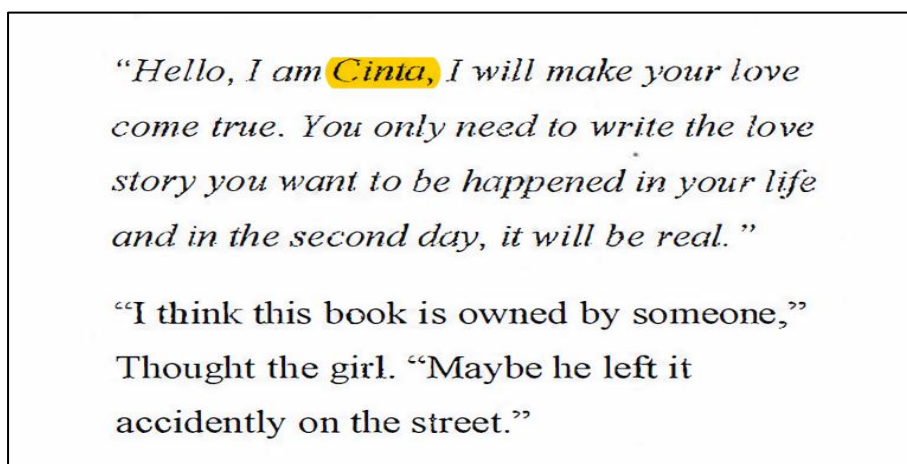 “Hello, I am Cinta, I will make your love
come true. You only need to write the love
story you want to be happened in your life
and in the second day, it will be real.”
“I think this book is owned by someone,”
Thought the girl. “Maybe he left it
accidently on the street.”